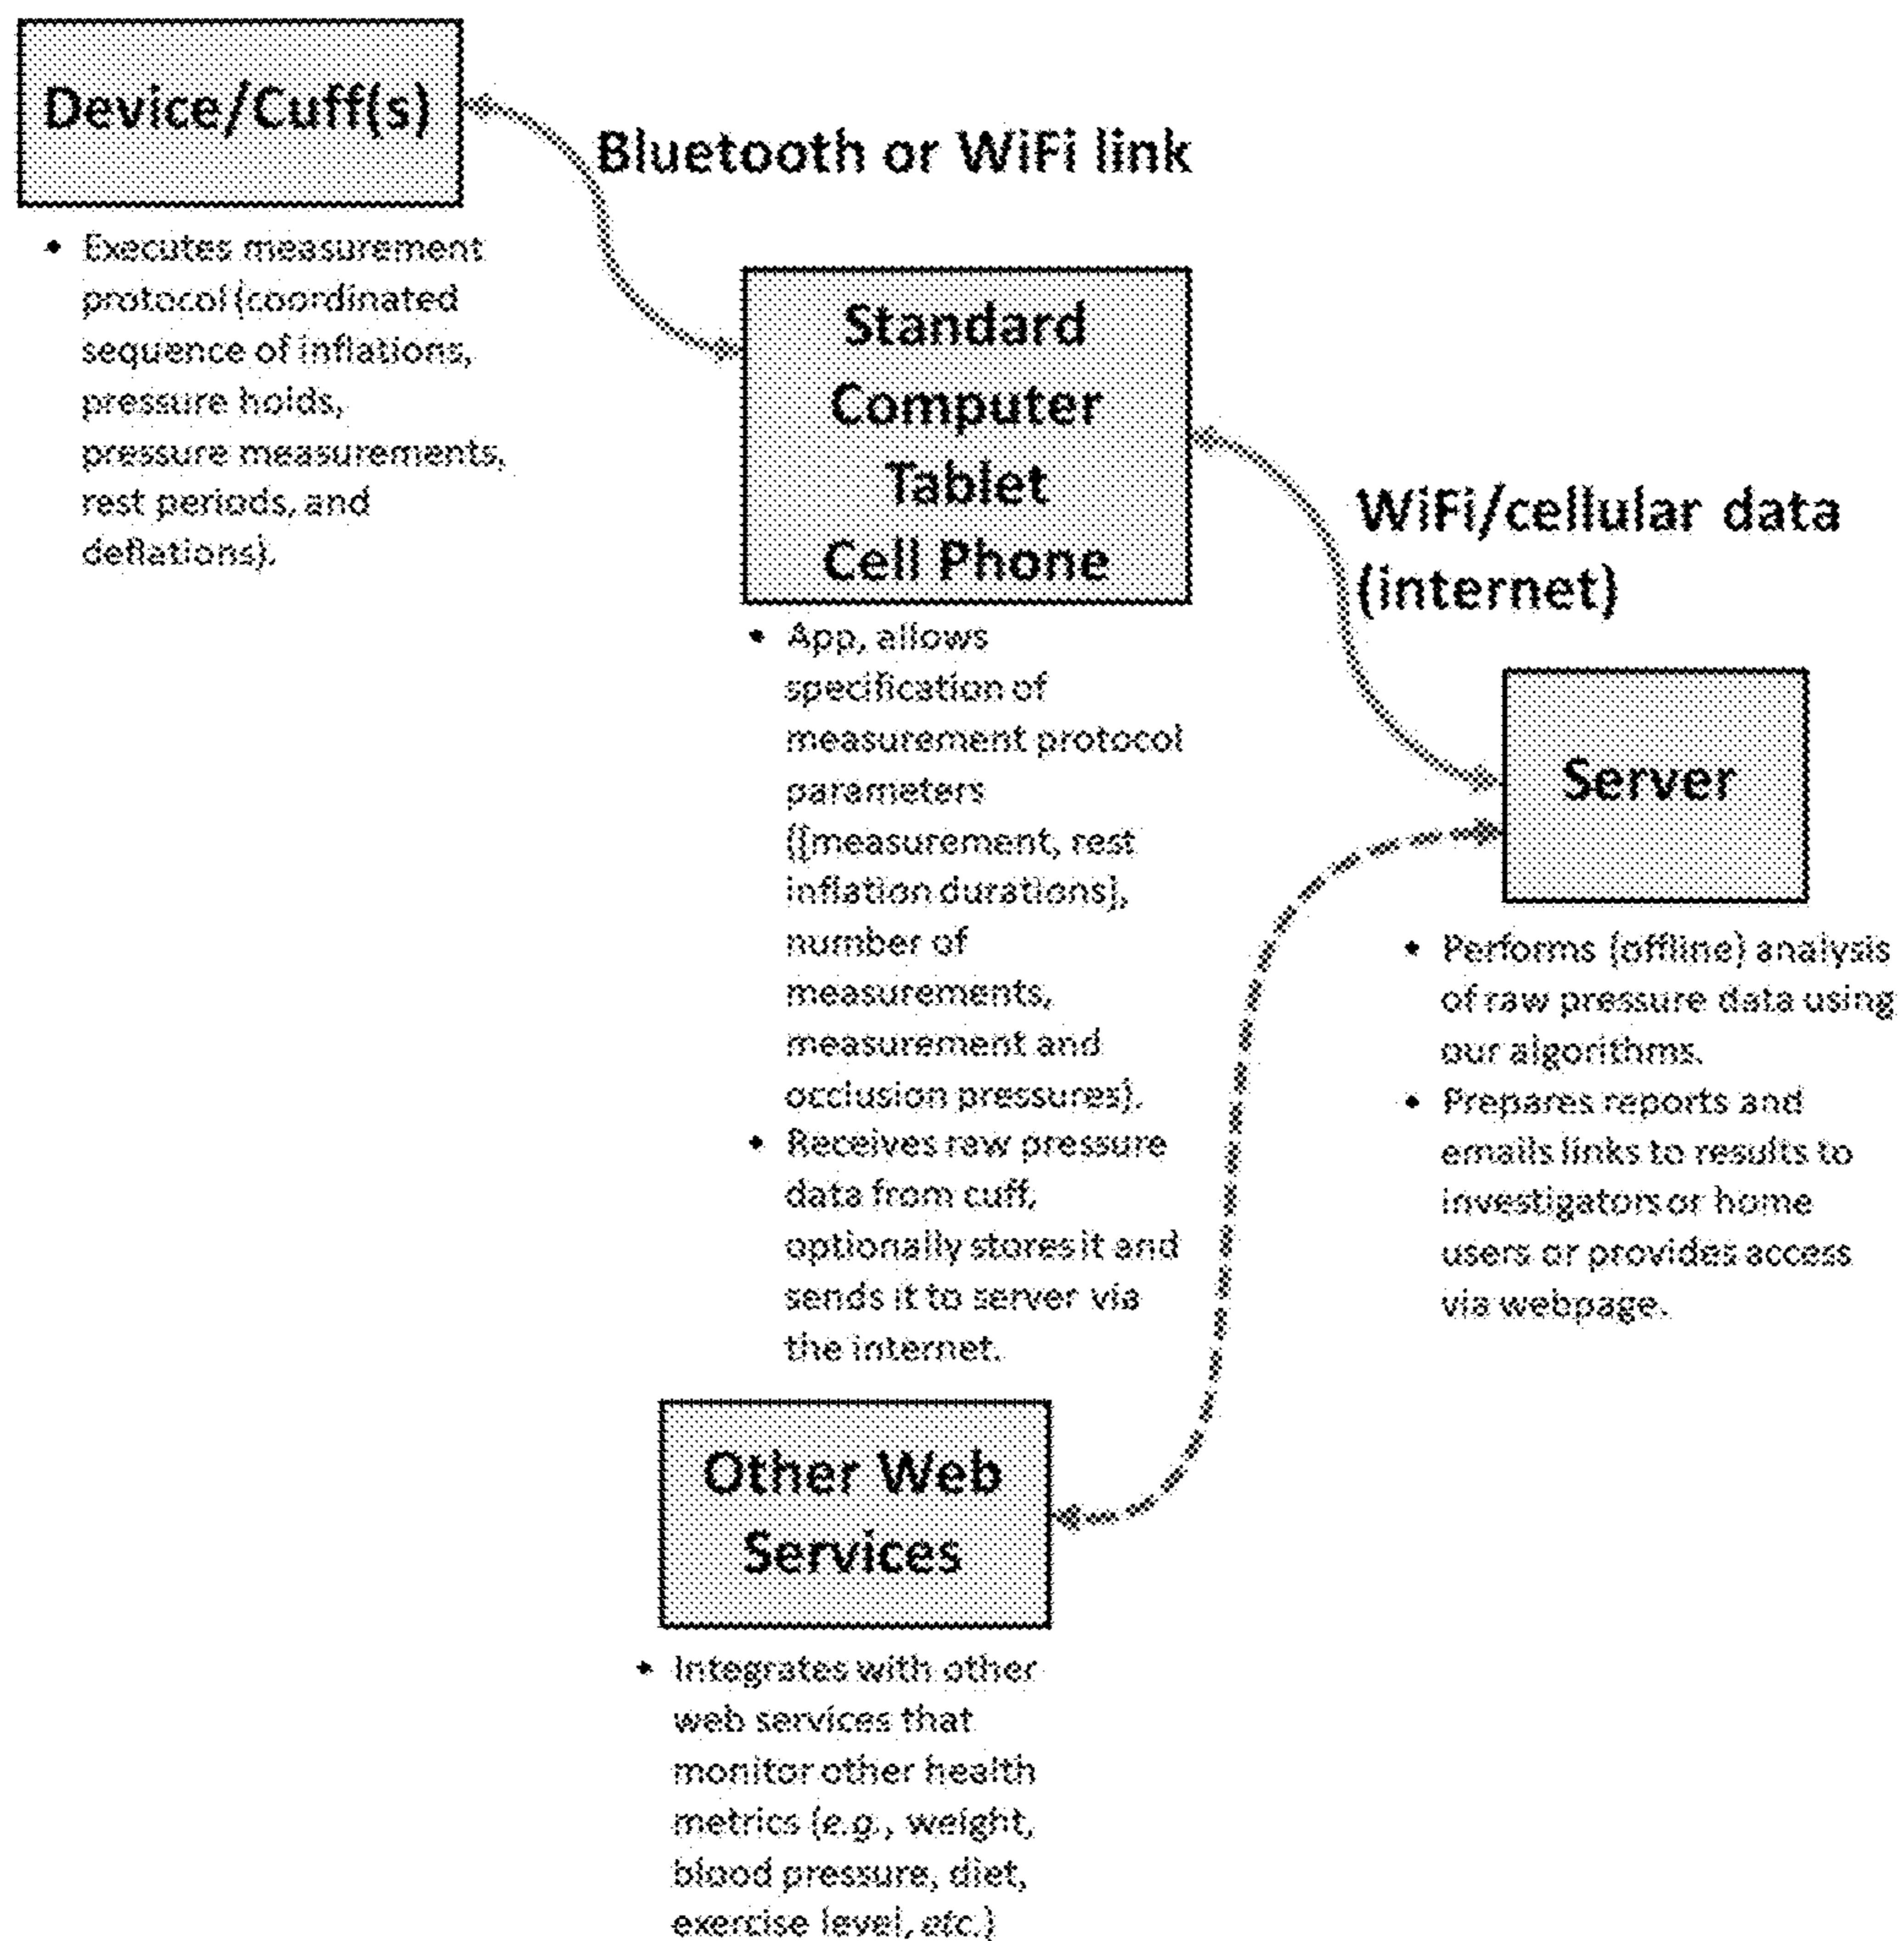 Device/Cuff(s)
Bluetooth or WiFi link
• Executes measurement
protocol (coordinated
sequence of inflations,
pressure holds,
pressure measurements,
rest periods, and
deflations).
Standard
Computer
Tablet
Cell Phone
WiFi/cellular data
(internet)
• App, allows
specification of
measurement protocol
parameters
([measurement, rest
inflation durations],
number of
measurements,
measurement and
occlusion pressures).
• Receives raw pressure
data from cuff,
optionally stores it and
sends it to server via
the internet.
Server
• Performs (offline) analysis
of raw pressure data using
our algorithms.
• Prepares reports and
emails links to results to
investigators or home
users or provides access
via webpage.
Other Web
Services
• Integrates with other
web services that
monitor other health
metrics (e.g., weight,
blood pressure, diet,
exercise level, etc.)